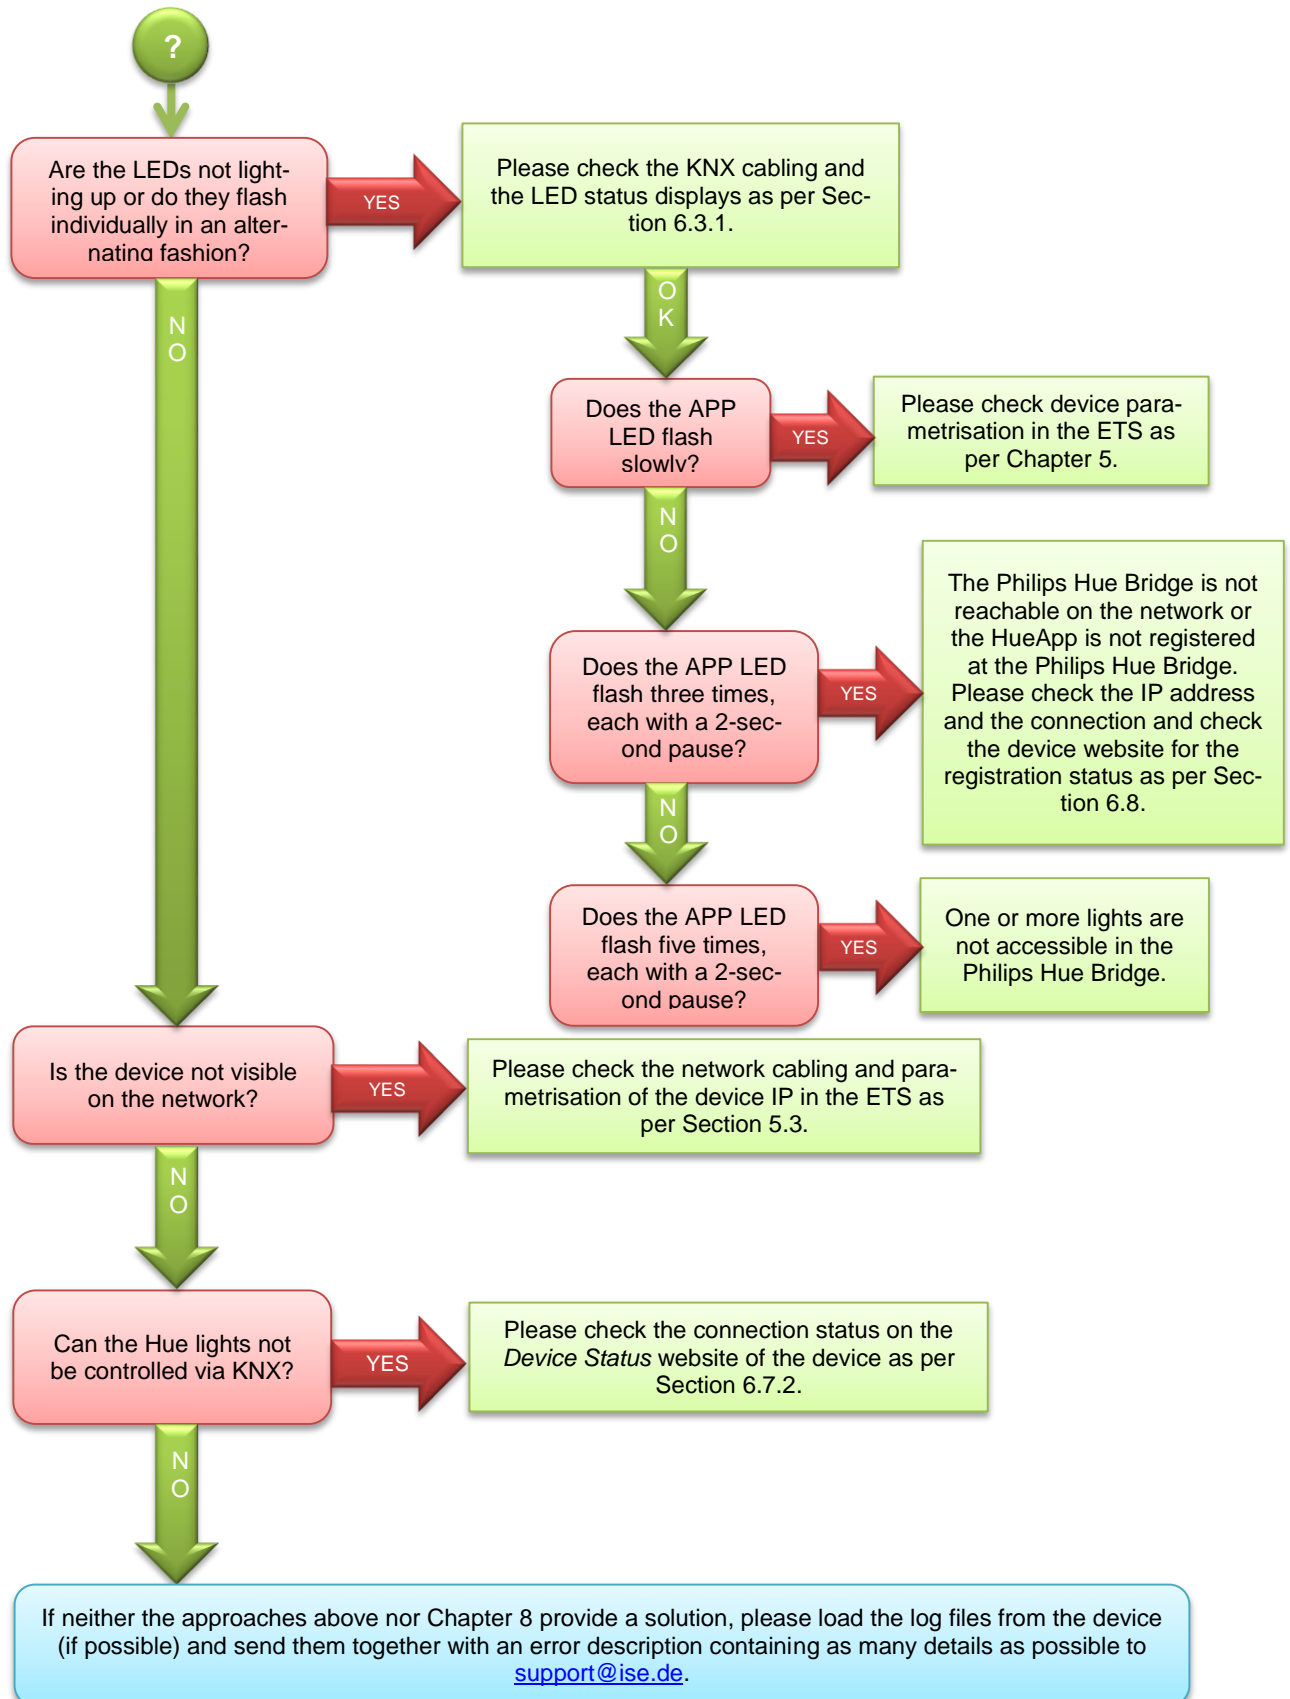 ?
Are the LEDs not light-
ing up or do they flash
individually in an alter-
nating fashion?
YES
Please check the KNX cabling and
the LED status displays as per Sec-
tion 6.3.1.
O
K
N
O
Does the APP
LED flash
slowly?
YES
Please check device para-
metrisation in the ETS as
per Chapter 5.
N
O
Does the APP LED
flash three times,
each with a 2-sec-
ond pause?
YES
The Philips Hue Bridge is not
reachable on the network or
the HueApp is not registered
at the Philips Hue Bridge.
Please check the IP address
and the connection and check
the device website for the
registration status as per Sec-
tion 6.8.
N
O
Does the APP LED
flash five times,
each with a 2-sec-
ond pause?
YES
One or more lights are
not accessible in the
Philips Hue Bridge.
Is the device not visible
on the network?
YES
Please check the network cabling and para-
metrisation of the device IP in the ETS as
per Section 5.3.
N
O
Can the Hue lights not
be controlled via KNX?
YES
Please check the connection status on the
Device Status website of the device as per
Section 6.7.2.
N
O
If neither the approaches above nor Chapter 8 provide a solution, please load the log files from the device
(if possible) and send them together with an error description containing as many details as possible to
support@ise.de.